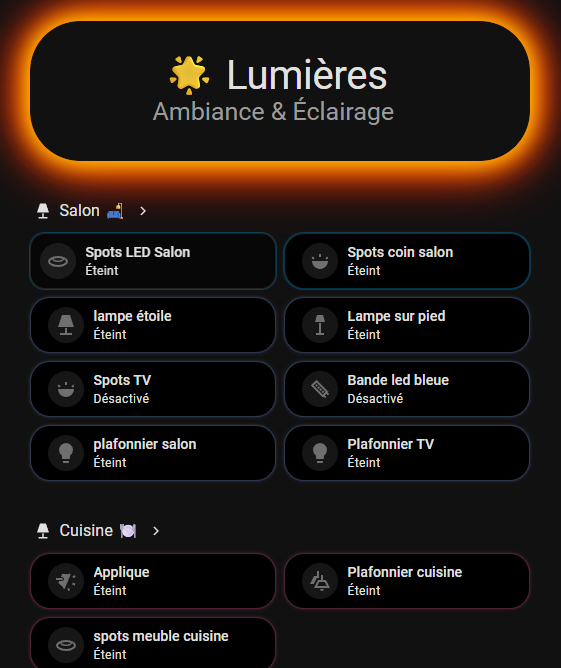 Lumières
Ambiance & Éclairage
Salon
Spots LED Salon
Éteint
Spots coin salon
Éteint
lampe étoile
Éteint
Lampe sur pied
Éteint
Spots TV
Désactivé
Bande led bleue
Désactivé
plafonnier salon
Éteint
Plafonnier TV
Éteint
Cuisine
Applique
Éteint
Plafonnier cuisine
Éteint
spots meuble cuisine
Éteint